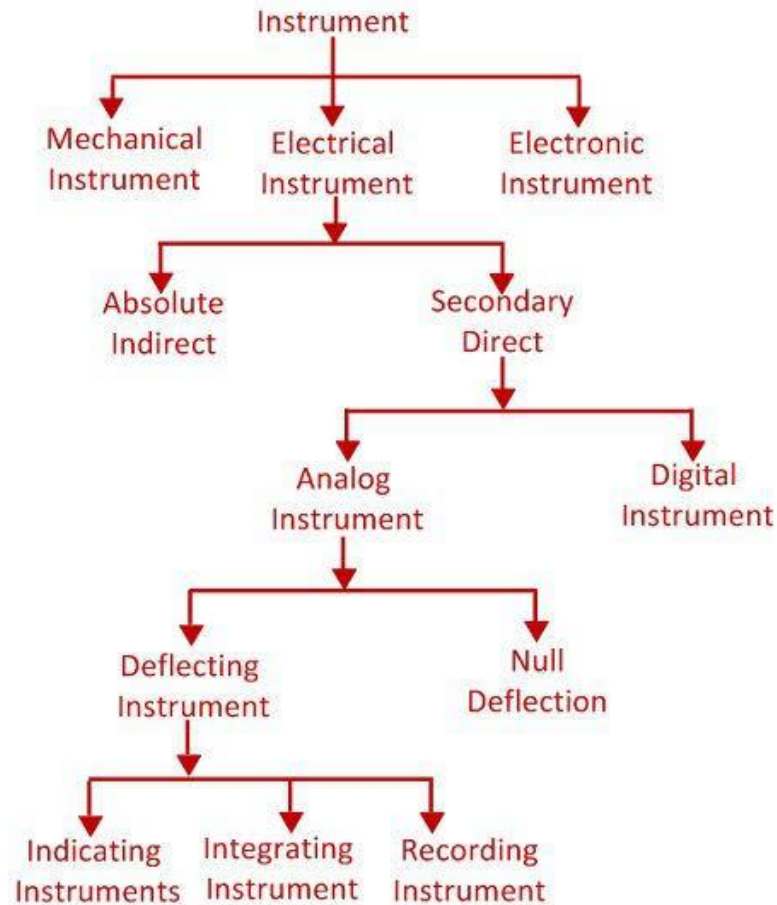 Instrument
Mechanical
Instrument
Electrical
Instrument
Electronic
Instrument
Absolute
Indirect
Secondary
Direct
Analog
Instrument
Digital
Instrument
Deflecting
Instrument
Null
Deflection
Indicating
Instruments
Integrating
Instrument
Recording
Instrument